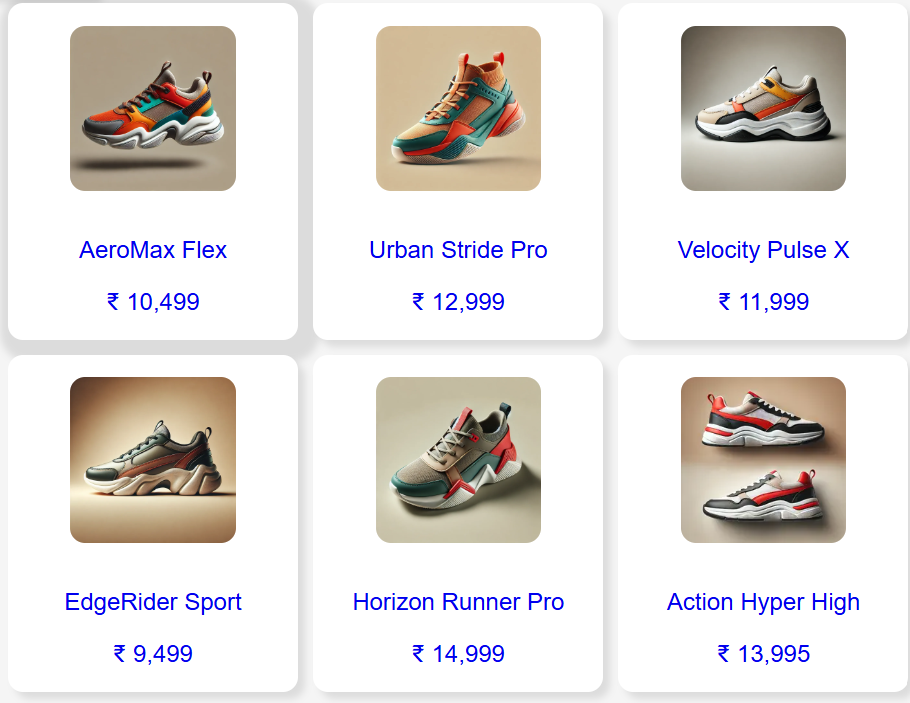 AeroMax Flex
₹ 10,499
Urban Stride Pro
₹ 12,999
Velocity Pulse X
₹ 11,999
EdgeRider Sport
₹ 9,499
Horizon Runner Pro
₹ 14,999
Action Hyper High
₹ 13,995